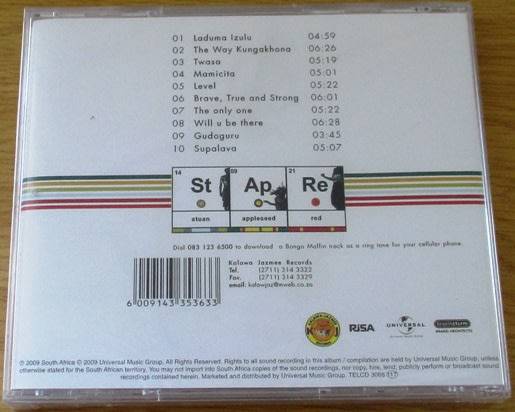 01 Laduma Izulu 04:59
02 The Way Kungakhona 06:26
03 Twasa 05:19
04 Mamicita 05:01
05 Level 05:22
06 Brave, True and Strong 06:01
07 The only one 05:22
08 Will u be there 06:28
09 Gudoguru 03:45
10 Supalava 05:07
14 09 21
St Ap Re
stuan appleseed red
Dial 083 123 6500 to download a Bongo Maffin track as a ring tone for your cellular phone.
Kalawa Jazmee Records
Tel. (2711) 314 3322
Fax. (2711) 314 3329
email: kalawjaz@mweb.co.za
6 009143 353633
RiSA
UNIVERSAL
℗ 2009 South Africa © 2009 Universal Music Group. All Rights Reserved. Rights to all sound recording in this album / compilation are held by Universal Music Group, unless
otherwise stated for the South African territory. You may not import into South Africa copies of the sound recordings, nor copy, hire, lend, publicly perform or broadcast sound
recordings contained herein. Marketed and distributed by Universal Music Group. TELCD 3088